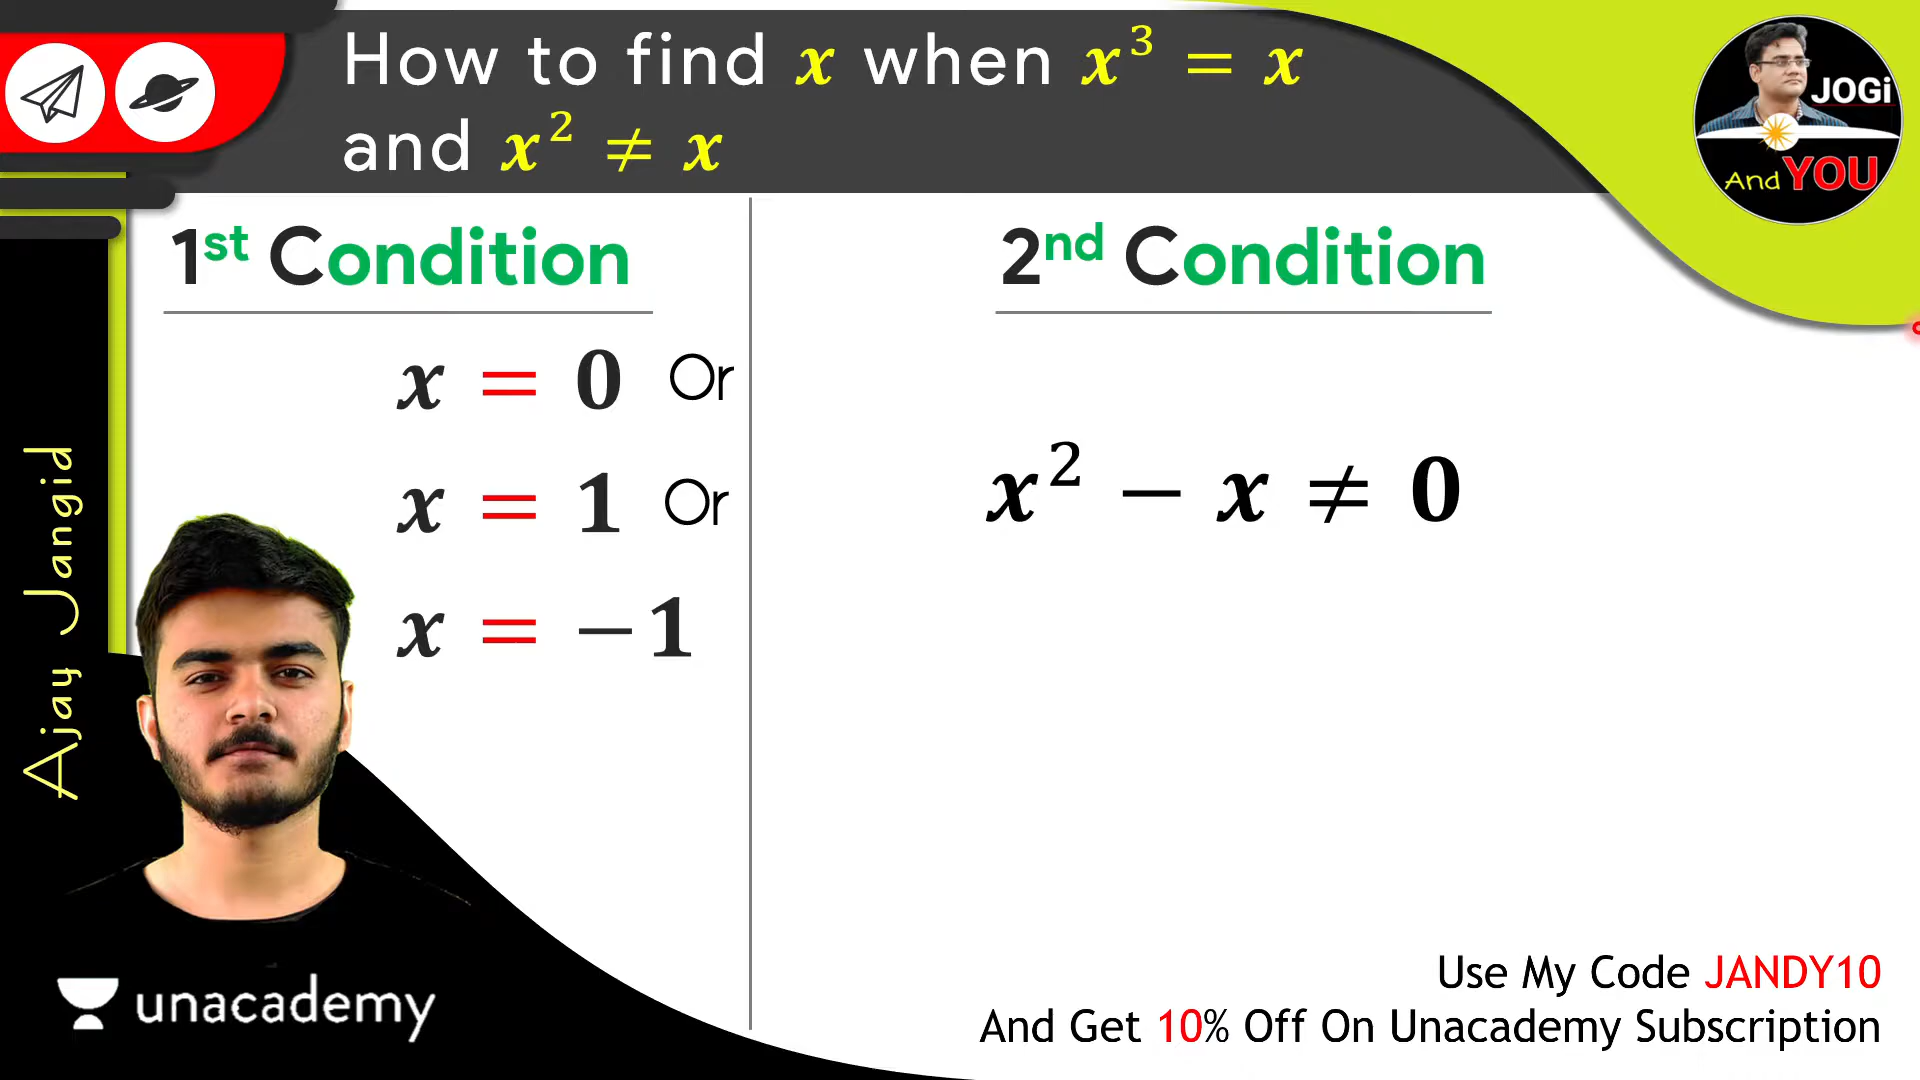 How to find x when x³ = x
and x² ≠ x
JOGi
And YOU
1st Condition
x = 0 Or
x = 1 Or
x = −1
2nd Condition
x² − x ≠ 0
Ajay Jangid
unacademy
Use My Code JANDY10
And Get 10% Off On Unacademy Subscription